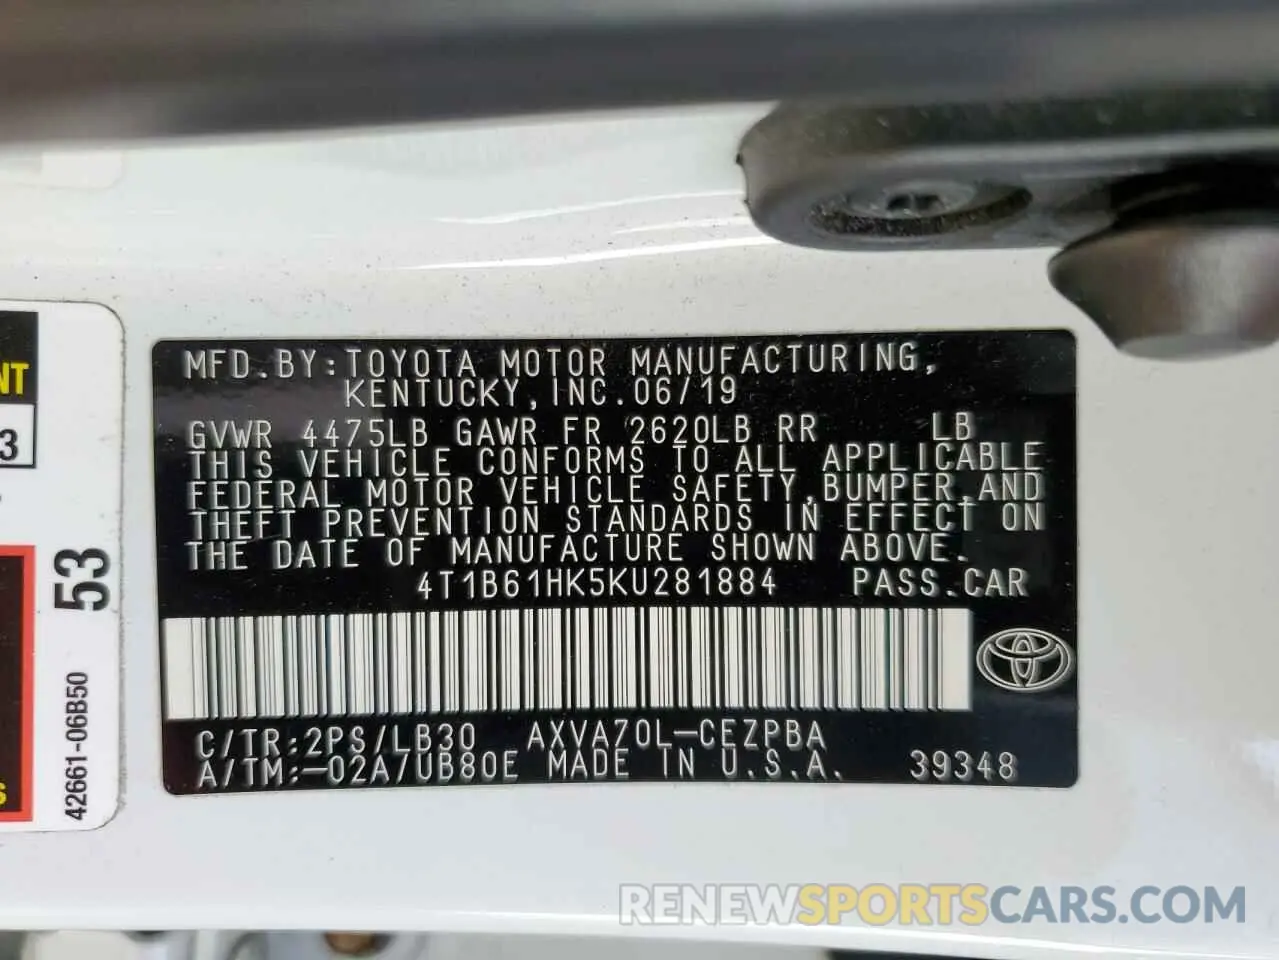 MFD.BY:TOYOTA MOTOR MANUFACTURING,
KENTUCKY,INC.06/19
GVWR 4475LB GAWR FR 2620LB RR LB
THIS VEHICLE CONFORMS TO ALL APPLICABLE
FEDERAL MOTOR VEHICLE SAFETY,BUMPER,AND
THEFT PREVENTION STANDARDS IN EFFECT ON
THE DATE OF MANUFACTURE SHOWN ABOVE.
4T1B61HK5KU281884 PASS.CAR
C/TR:2PS/LB30 AXVA70L-CEZPBA
A/TM:-02A7UB80E MADE IN U.S.A. 39348
NT
3
53
42661-06B50
S
RENEWSPORTSCARS.COM